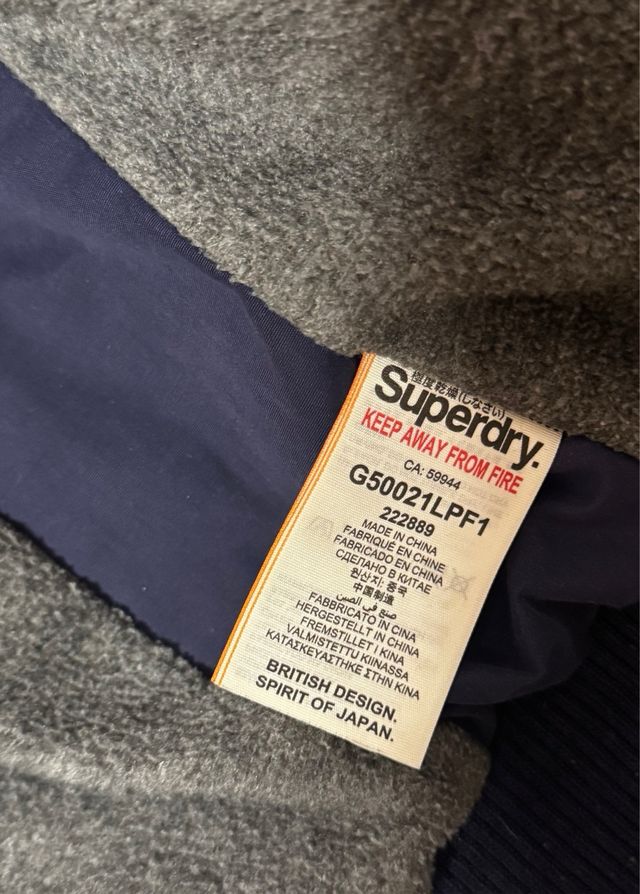 極度乾燥(しなさい)
Superdry.
KEEP AWAY FROM FIRE
CA: 59944
G50021LPF1
222889
MADE IN CHINA
FABRIQUÉ EN CHINE
FABRICADO EN CHINA
СДЕЛАНО В КИТАЕ
원산지: 중국
中国制造
صنع في الصين
FABBRICATO IN CINA
HERGESTELLT IN CHINA
FREMSTILLET I KINA
VALMISTETTU KIINASSA
ΚΑΤΑΣΚΕΥΑΣΤΗΚΕ ΣΤΗΝ ΚΙΝΑ
BRITISH DESIGN.
SPIRIT OF JAPAN.